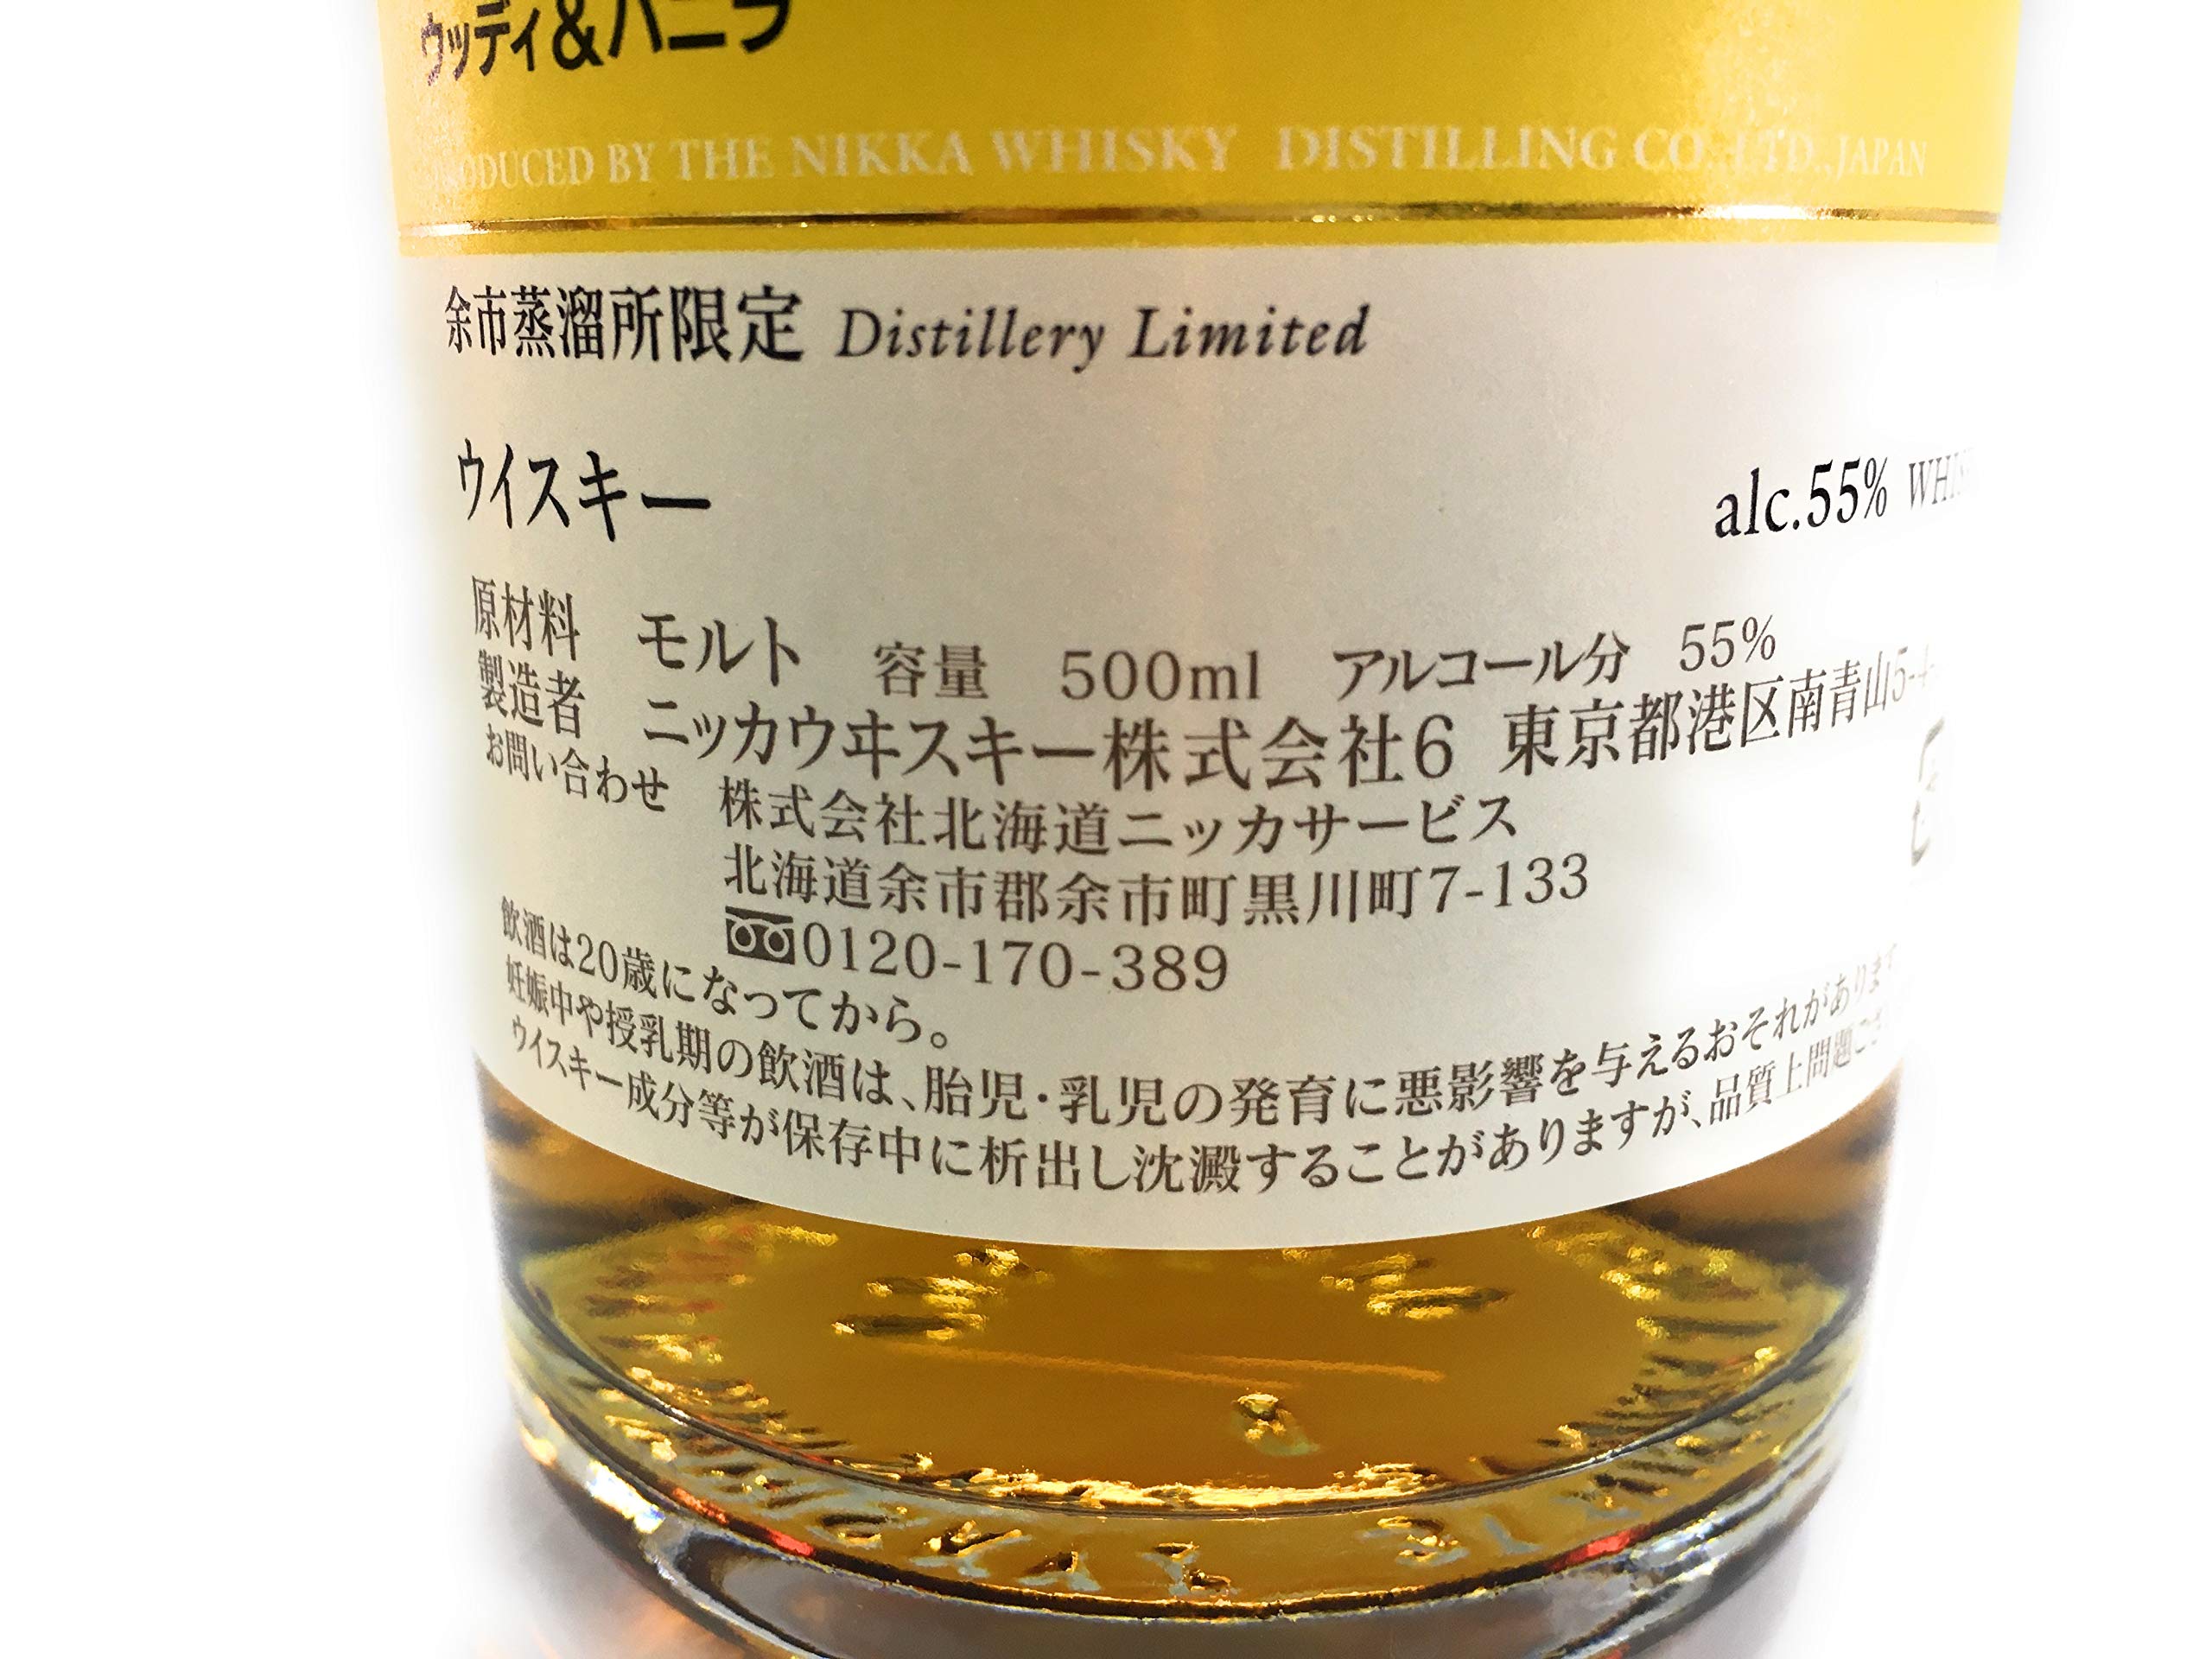 ウッディ&バニラ
PRODUCED BY THE NIKKA WHISKY DISTILLING CO.,LTD.,JAPAN
余市蒸溜所限定 Distillery Limited
ウイスキー
alc.55%
原材料 モルト 容量 500ml アルコール分 55%
製造者 ニッカウヰスキー株式会社6 東京都港区南青山5-4-
お問い合わせ 株式会社北海道ニッカサービス
北海道余市郡余市町黒川町7-133
0120-170-389
飲酒は20歳になってから。
妊娠中や授乳期の飲酒は、胎児・乳児の発育に悪影響を与えるおそれがあります
ウイスキー成分等が保存中に析出し沈澱することがありますが、品質上問題ござ